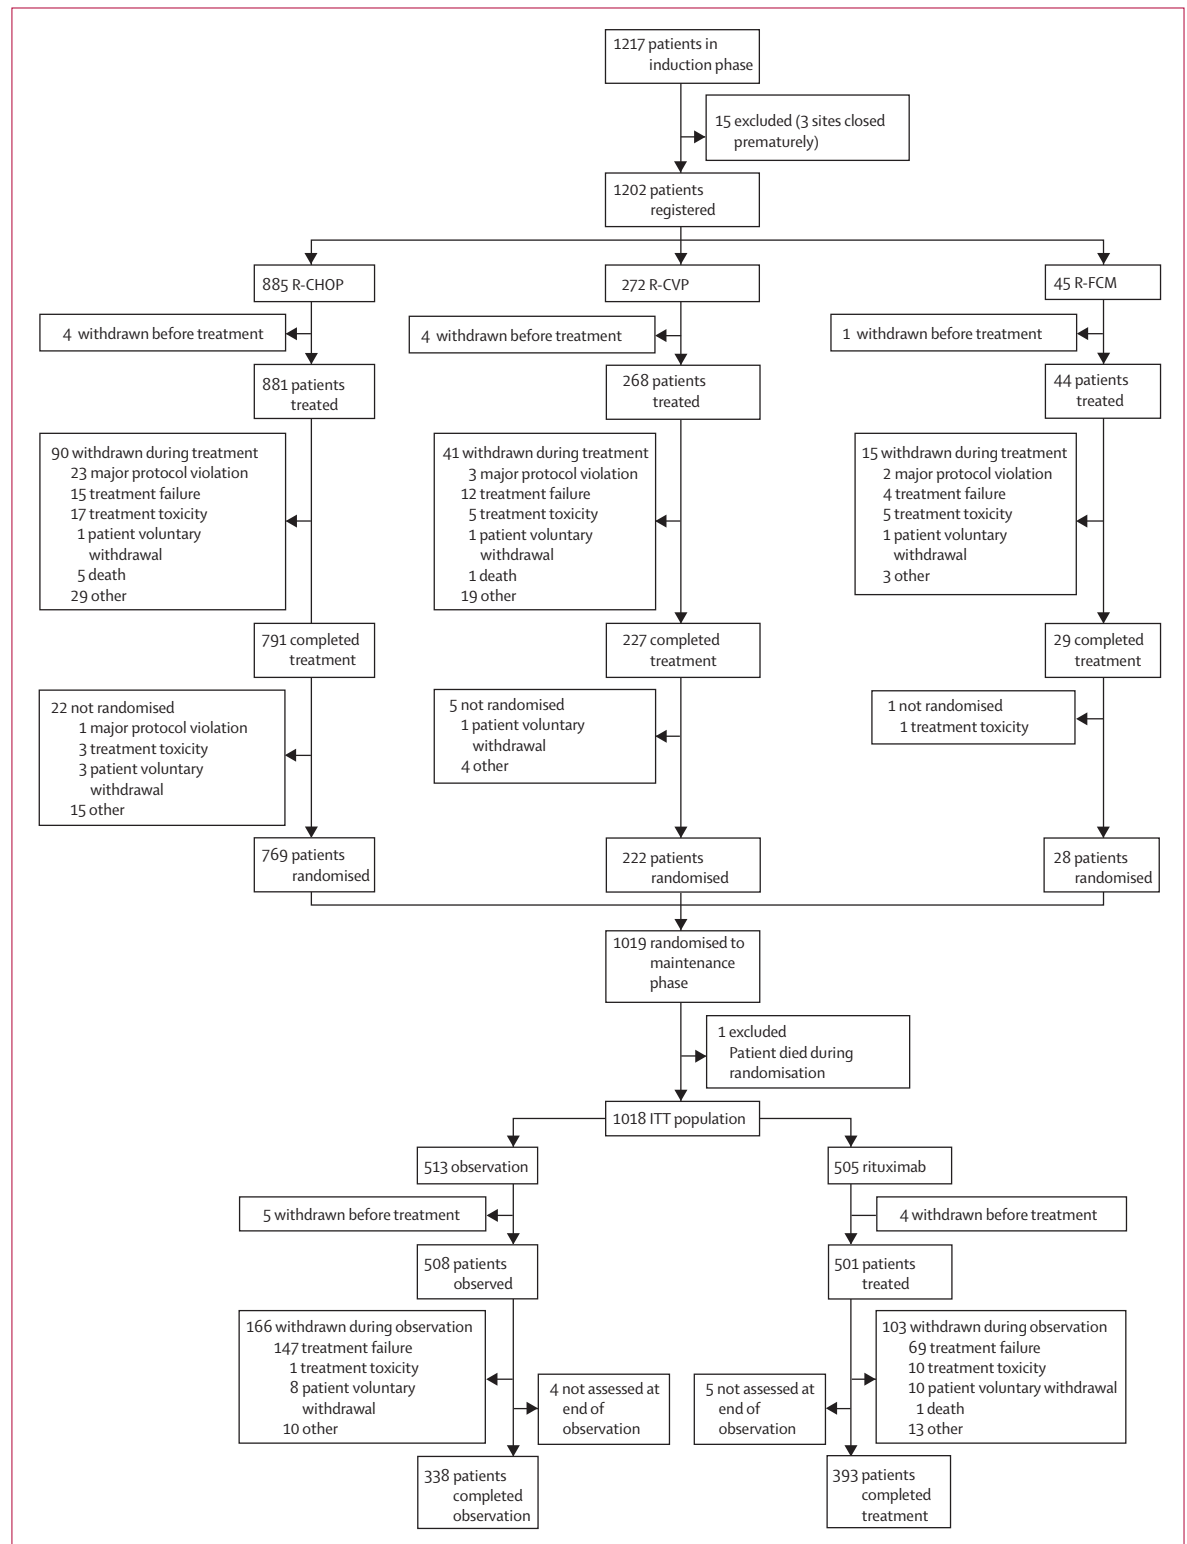 1217 patients in
induction phase
15 excluded (3 sites closed
prematurely)
1202 patients
registered
885 R-CHOP
272 R-CVP
45 R-FCM
4 withdrawn before treatment
4 withdrawn before treatment
1 withdrawn before treatment
881 patients
treated
268 patients
treated
44 patients
treated
90 withdrawn during treatment
23 major protocol violation
15 treatment failure
17 treatment toxicity
1 patient voluntary
withdrawal
5 death
29 other
41 withdrawn during treatment
3 major protocol violation
12 treatment failure
5 treatment toxicity
1 patient voluntary
withdrawal
1 death
19 other
15 withdrawn during treatment
2 major protocol violation
4 treatment failure
5 treatment toxicity
1 patient voluntary
withdrawal
3 other
791 completed
treatment
227 completed
treatment
29 completed
treatment
22 not randomised
1 major protocol violation
3 treatment toxicity
3 patient voluntary
withdrawal
15 other
5 not randomised
1 patient voluntary
withdrawal
4 other
1 not randomised
1 treatment toxicity
769 patients
randomised
222 patients
randomised
28 patients
randomised
1019 randomised to
maintenance
phase
1 excluded
Patient died during
randomisation
1018 ITT population
513 observation
505 rituximab
5 withdrawn before treatment
4 withdrawn before treatment
508 patients
observed
501 patients
treated
166 withdrawn during observation
147 treatment failure
1 treatment toxicity
8 patient voluntary
withdrawal
10 other
4 not assessed at
end of
observation
5 not assessed at
end of
observation
103 withdrawn during observation
69 treatment failure
10 treatment toxicity
10 patient voluntary withdrawal
1 death
13 other
338 patients
completed
observation
393 patients
completed
treatment